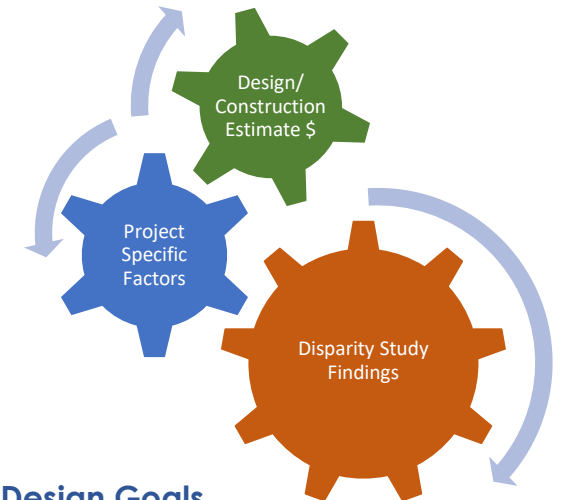 Design/
Construction
Estimate $
Project
Specific
Factors
Disparity Study
Findings
Design Goals